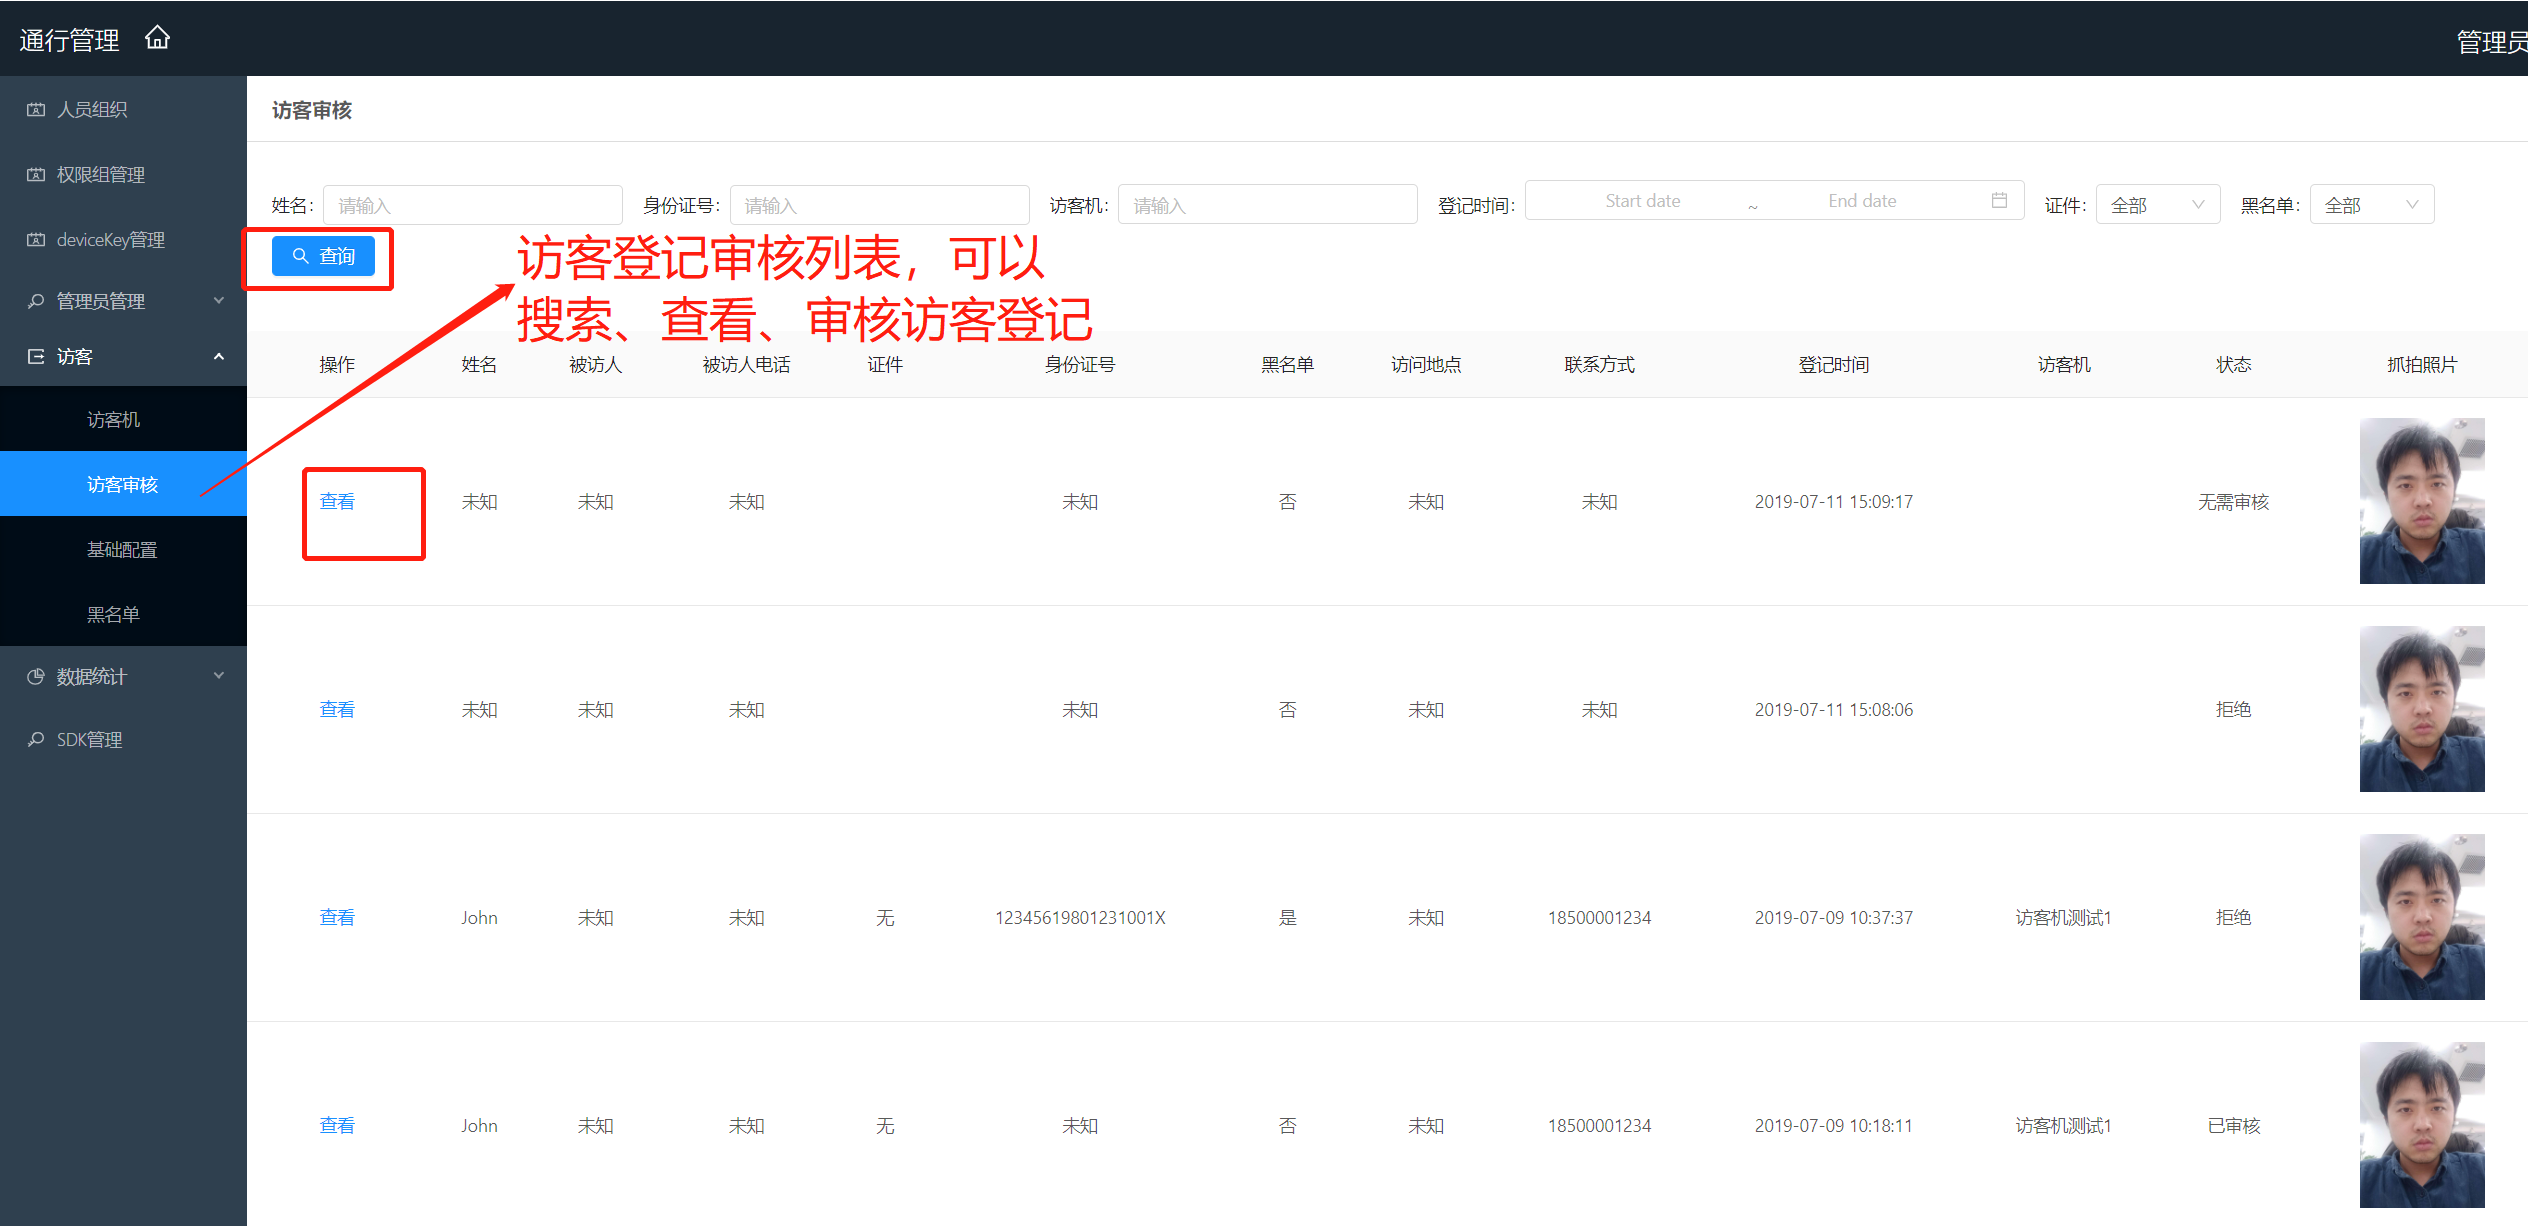 通行管理
管理员
人员组织
权限组管理
deviceKey管理
管理员管理
访客
访客机
访客审核
基础配置
黑名单
数据统计
SDK管理
访客审核
姓名： 请输入 身份证号： 请输入 访客机： 请输入 登记时间： Start date ~ End date 证件： 全部 黑名单： 全部
查询
访客登记审核列表，可以
搜索、查看、审核访客登记
操作 姓名 被访人 被访人电话 证件 身份证号 黑名单 访问地点 联系方式 登记时间 访客机 状态 抓拍照片
查看 未知 未知 未知 未知 否 未知 未知 2019-07-11 15:09:17 无需审核
查看 未知 未知 未知 未知 否 未知 未知 2019-07-11 15:08:06 拒绝
查看 John 未知 未知 无 12345619801231001X 是 未知 18500001234 2019-07-09 10:37:37 访客机测试1 拒绝
查看 John 未知 未知 无 未知 否 未知 18500001234 2019-07-09 10:18:11 访客机测试1 已审核